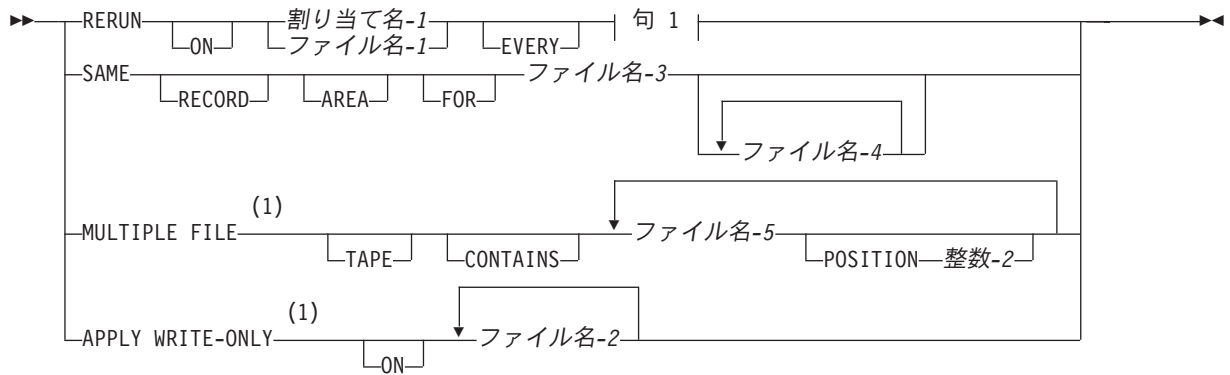 RERUN ON 割り当て名-1 EVERY 句 1
ファイル名-1
SAME RECORD AREA FOR ファイル名-3
ファイル名-4
MULTIPLE FILE (1) TAPE CONTAINS ファイル名-5 POSITION 整数-2
APPLY WRITE-ONLY (1) ON ファイル名-2